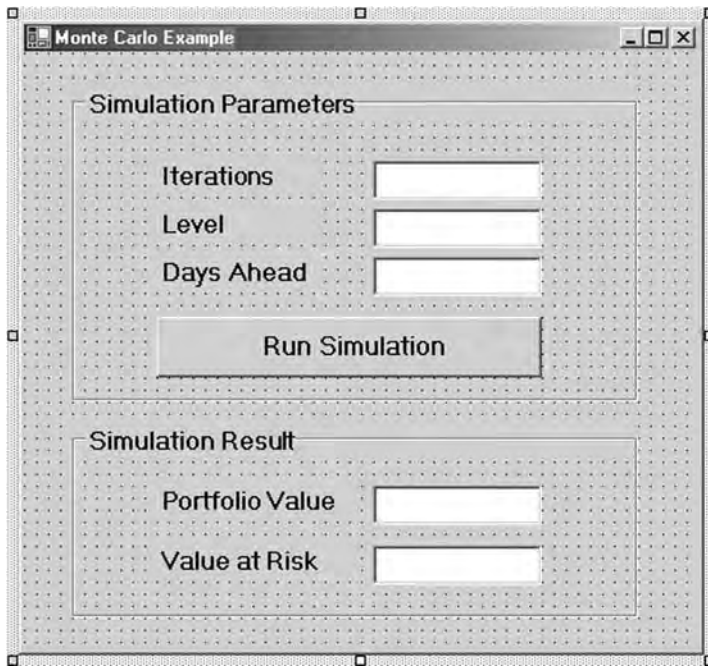 Monte Carlo Example
Simulation Parameters
Iterations
Level
Days Ahead
Run Simulation
Simulation Result
Portfolio Value
Value at Risk